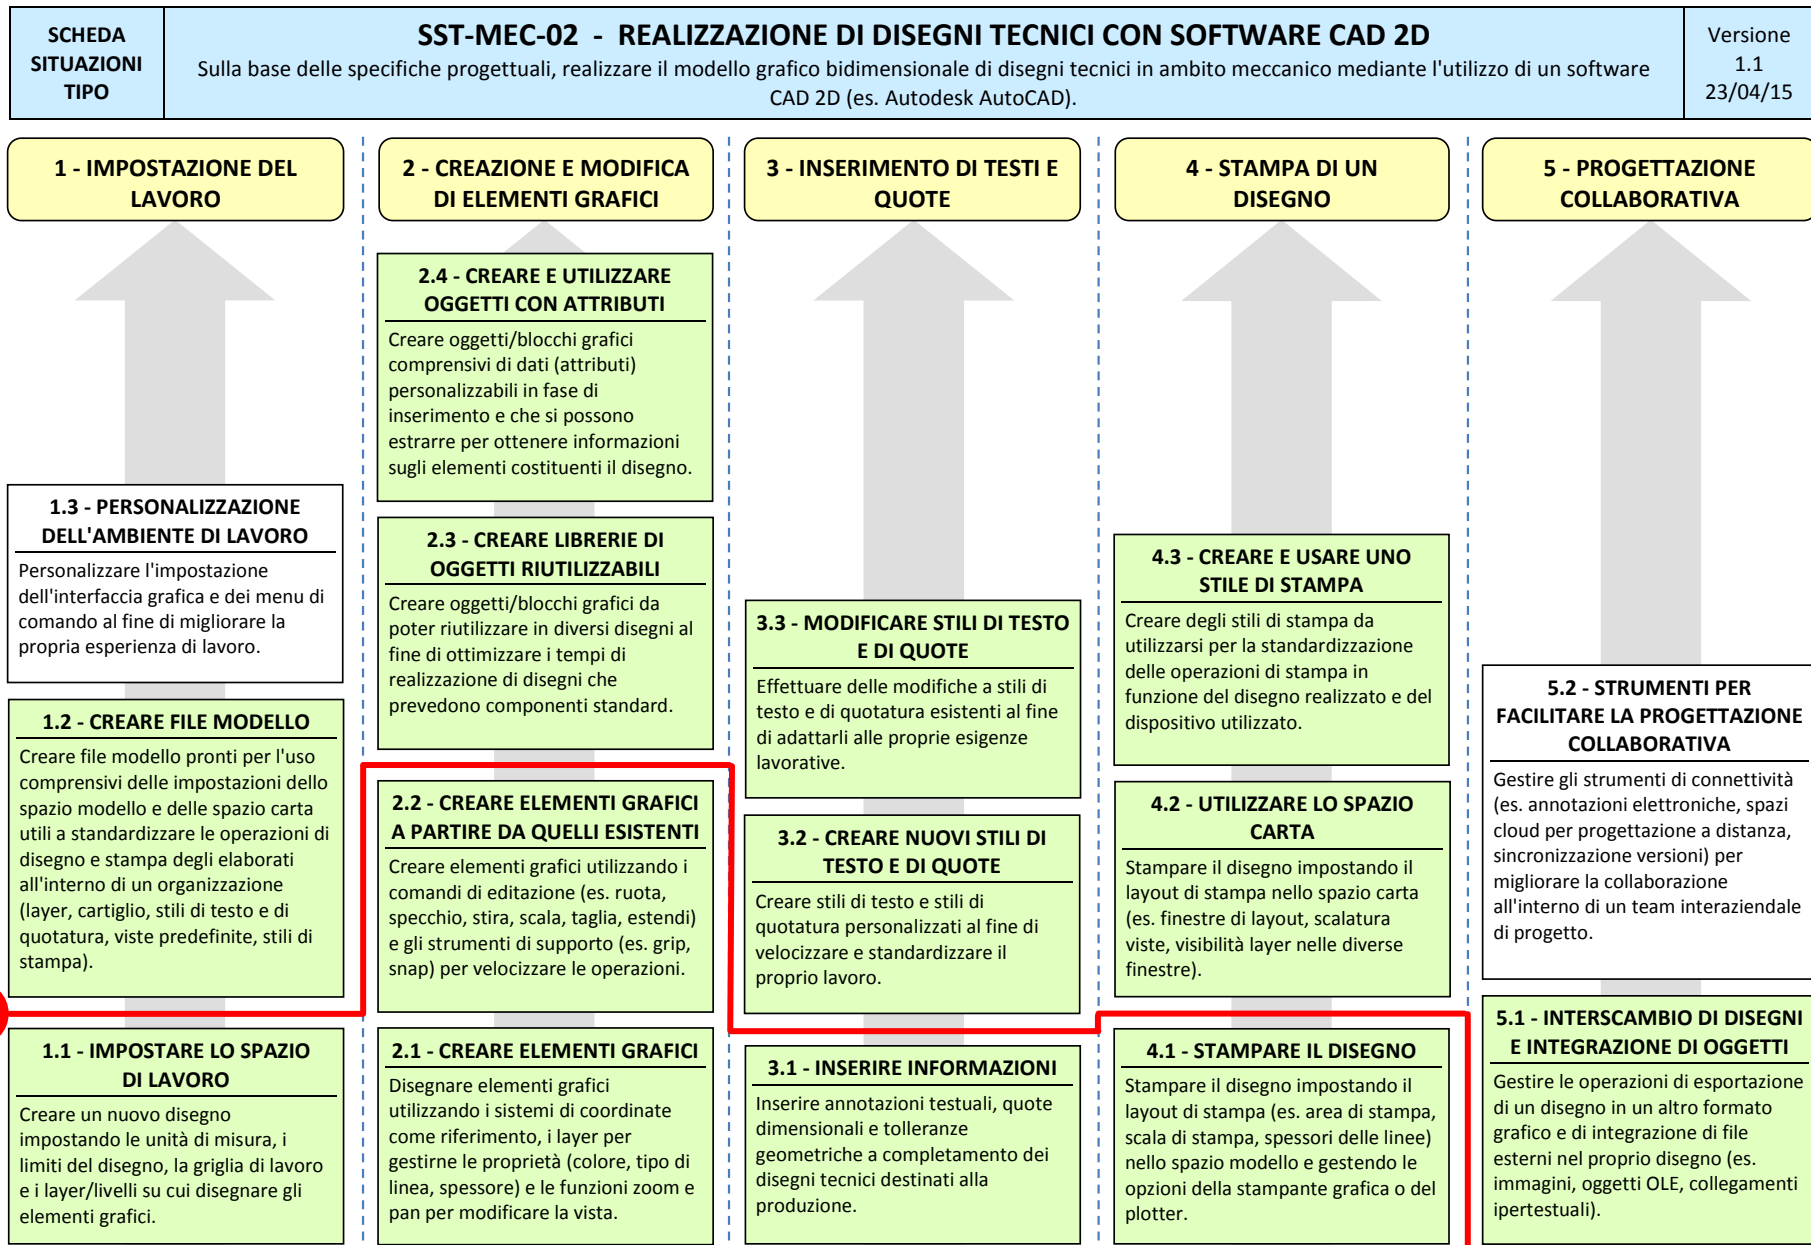 SCHEDA
SITUAZIONI
TIPO
SST-MEC-02 - REALIZZAZIONE DI DISEGNI TECNICI CON SOFTWARE CAD 2D
Sulla base delle specifiche progettuali, realizzare il modello grafico bidimensionale di disegni tecnici in ambito meccanico mediante l'utilizzo di un software
CAD 2D (es. Autodesk AutoCAD).
Versione
1.1
23/04/15
1 - IMPOSTAZIONE DEL
LAVORO
1.3 - PERSONALIZZAZIONE
DELL'AMBIENTE DI LAVORO
Personalizzare l'impostazione
dell'interfaccia grafica e dei menu di
comando al fine di migliorare la
propria esperienza di lavoro.
1.2 - CREARE FILE MODELLO
Creare file modello pronti per l'uso
comprensivi delle impostazioni dello
spazio modello e delle spazio carta
utili a standardizzare le operazioni di
disegno e stampa degli elaborati
all'interno di un organizzazione
(layer, cartiglio, stili di testo e di
quotatura, viste predefinite, stili di
stampa).
1.1 - IMPOSTARE LO SPAZIO
DI LAVORO
Creare un nuovo disegno
impostando le unità di misura, i
limiti del disegno, la griglia di lavoro
e i layer/livelli su cui disegnare gli
elementi grafici.
2 - CREAZIONE E MODIFICA
DI ELEMENTI GRAFICI
2.4 - CREARE E UTILIZZARE
OGGETTI CON ATTRIBUTI
Creare oggetti/blocchi grafici
comprensivi di dati (attributi)
personalizzabili in fase di
inserimento e che si possono
estrarre per ottenere informazioni
sugli elementi costituenti il disegno.
2.3 - CREARE LIBRERIE DI
OGGETTI RIUTILIZZABILI
Creare oggetti/blocchi grafici da
poter riutilizzare in diversi disegni al
fine di ottimizzare i tempi di
realizzazione di disegni che
prevedono componenti standard.
2.2 - CREARE ELEMENTI GRAFICI
A PARTIRE DA QUELLI ESISTENTI
Creare elementi grafici utilizzando i
comandi di editazione (es. ruota,
specchio, stira, scala, taglia, estendi)
e gli strumenti di supporto (es. grip,
snap) per velocizzare le operazioni.
2.1 - CREARE ELEMENTI GRAFICI
Disegnare elementi grafici
utilizzando i sistemi di coordinate
come riferimento, i layer per
gestirne le proprietà (colore, tipo di
linea, spessore) e le funzioni zoom e
pan per modificare la vista.
3 - INSERIMENTO DI TESTI E
QUOTE
3.3 - MODIFICARE STILI DI TESTO
E DI QUOTE
Effettuare delle modifiche a stili di
testo e di quotatura esistenti al fine
di adattarli alle proprie esigenze
lavorative.
3.2 - CREARE NUOVI STILI DI
TESTO E DI QUOTE
Creare stili di testo e stili di
quotatura personalizzati al fine di
velocizzare e standardizzare il
proprio lavoro.
3.1 - INSERIRE INFORMAZIONI
Inserire annotazioni testuali, quote
dimensionali e tolleranze
geometriche a completamento dei
disegni tecnici destinati alla
produzione.
4 - STAMPA DI UN
DISEGNO
4.3 - CREARE E USARE UNO
STILE DI STAMPA
Creare degli stili di stampa da
utilizzarsi per la standardizzazione
delle operazioni di stampa in
funzione del disegno realizzato e del
dispositivo utilizzato.
4.2 - UTILIZZARE LO SPAZIO
CARTA
Stampare il disegno impostando il
layout di stampa nello spazio carta
(es. finestre di layout, scalatura
viste, visibilità layer nelle diverse
finestre).
4.1 - STAMPARE IL DISEGNO
Stampare il disegno impostando il
layout di stampa (es. area di stampa,
scala di stampa, spessori delle linee)
nello spazio modello e gestendo le
opzioni della stampante grafica o del
plotter.
5 - PROGETTAZIONE
COLLABORATIVA
5.2 - STRUMENTI PER
FACILITARE LA PROGETTAZIONE
COLLABORATIVA
Gestire gli strumenti di connettività
(es. annotazioni elettroniche, spazi
cloud per progettazione a distanza,
sincronizzazione versioni) per
migliorare la collaborazione
all'interno di un team interaziendale
di progetto.
5.1 - INTERSCAMBIO DI DISEGNI
E INTEGRAZIONE DI OGGETTI
Gestire le operazioni di esportazione
di un disegno in un altro formato
grafico e di integrazione di file
esterni nel proprio disegno (es.
immagini, oggetti OLE, collegamenti
ipertestuali).